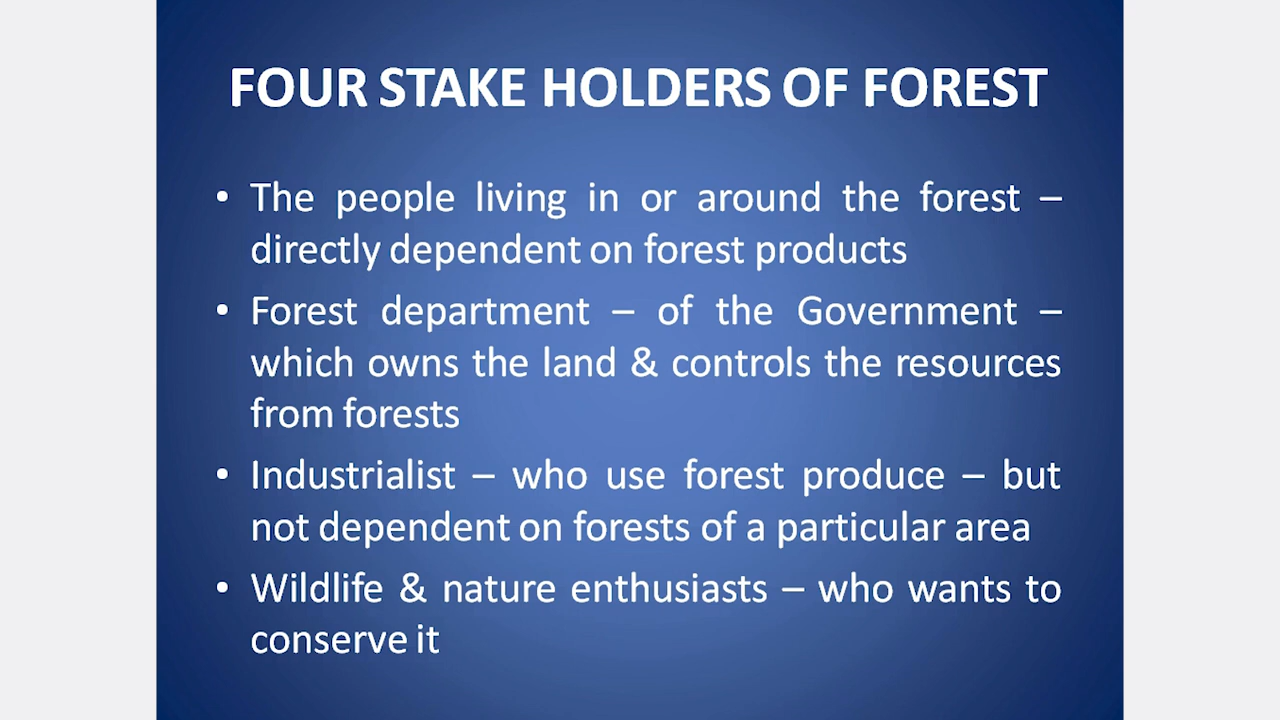 FOUR STAKE HOLDERS OF FOREST
• The people living in or around the forest –
directly dependent on forest products
• Forest department – of the Government –
which owns the land & controls the resources
from forests
• Industrialist – who use forest produce – but
not dependent on forests of a particular area
• Wildlife & nature enthusiasts – who wants to
conserve it